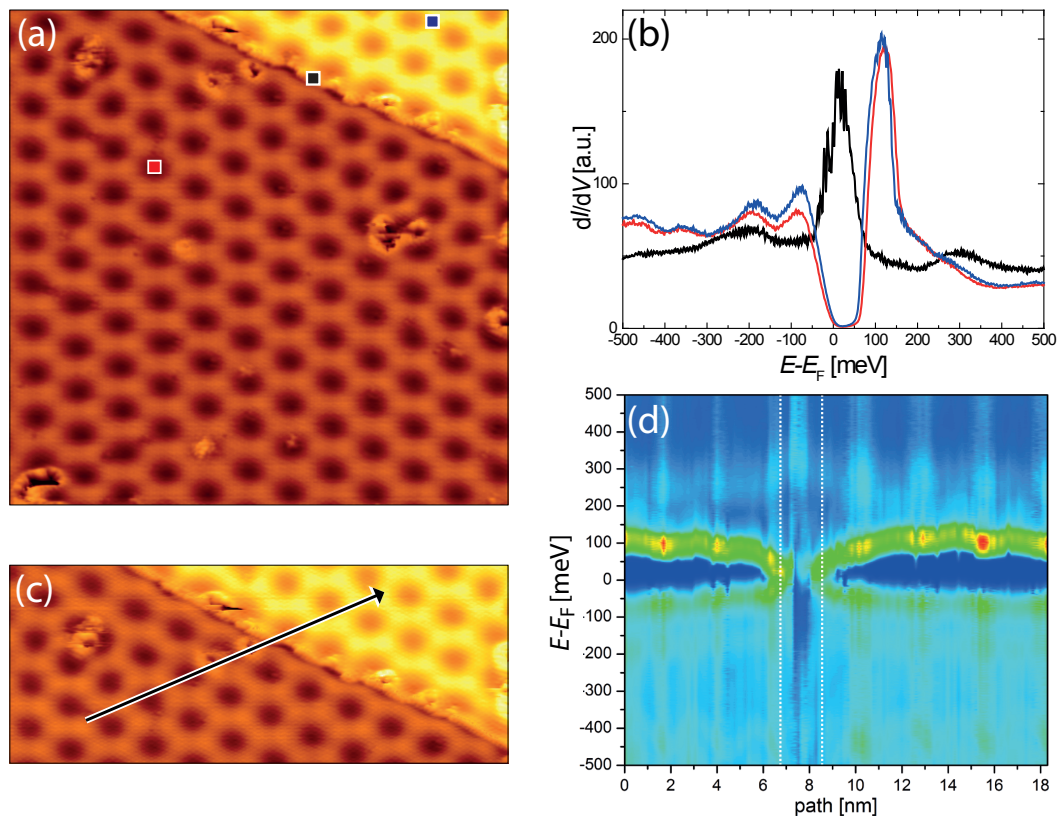 (a)
(b)
200
100
0
dI/dV [a.u.]
-500 -400 -300 -200 -100 0 100 200 300 400 500
E-EF [meV]
(c)
(d)
500
400
300
200
100
0
-100
-200
-300
-400
-500
E-EF [meV]
0 2 4 6 8 10 12 14 16 18
path [nm]